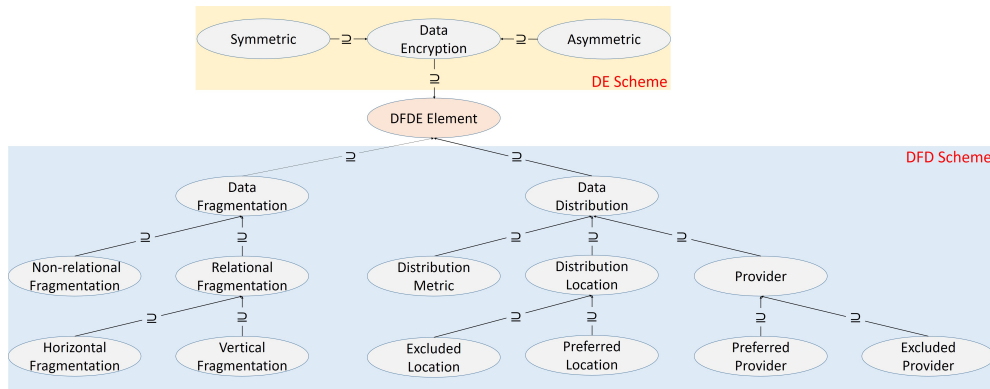 Symmetric
⊇
Data
Encryption
⊇
Asymmetric
⊇
DE Scheme
DFDE Element
⊇
⊇
DFD Scheme
Data
Fragmentation
Data
Distribution
⊇
⊇
⊇
⊇
⊇
Non-relational
Fragmentation
Relational
Fragmentation
Distribution
Metric
Distribution
Location
Provider
⊇
⊇
⊇
⊇
⊇
⊇
Horizontal
Fragmentation
Vertical
Fragmentation
Excluded
Location
Preferred
Location
Preferred
Provider
Excluded
Provider